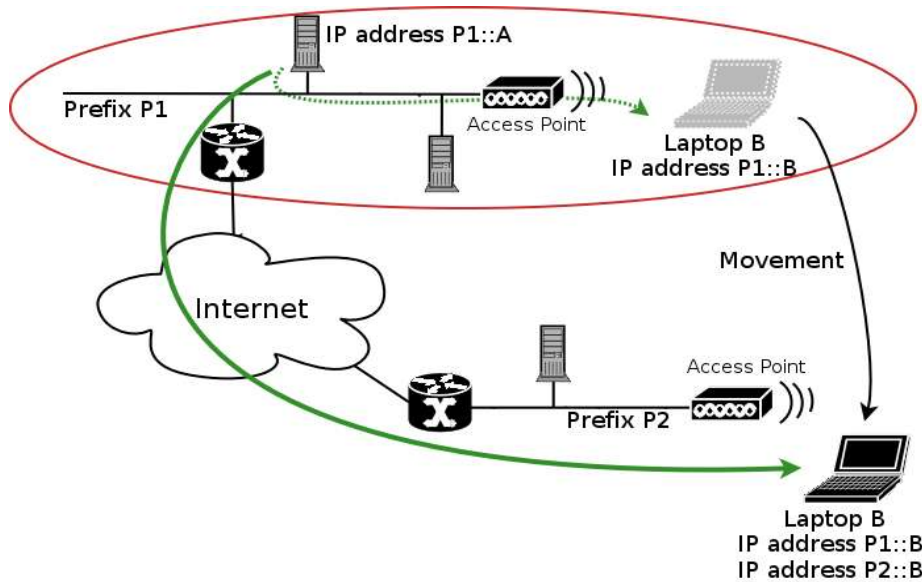 IP address P1::A
Prefix P1
Access Point
Laptop B
IP address P1::B
Movement
Internet
Access Point
Prefix P2
Laptop B
IP address P1::B
IP address P2::B